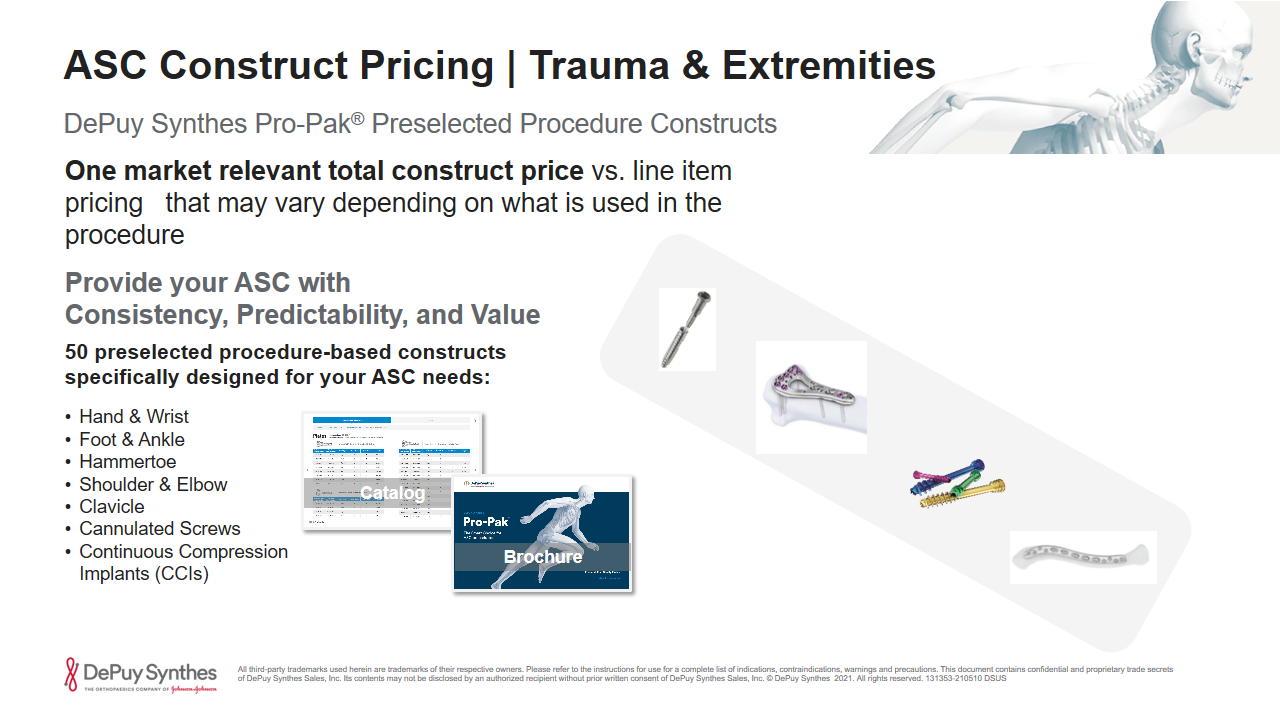 ASC Construct Pricing | Trauma & Extremities
DePuy Synthes Pro-Pak® Preselected Procedure Constructs
One market relevant total construct price vs. line item
pricing that may vary depending on what is used in the
procedure
Provide your ASC with
Consistency, Predictability, and Value
50 preselected procedure-based constructs
specifically designed for your ASC needs:
• Hand & Wrist
• Foot & Ankle
• Hammertoe
• Shoulder & Elbow
• Clavicle
• Cannulated Screws
• Continuous Compression
Implants (CCIs)
Plates
Catalog
DePuySynthes
Pro-Pak
Brochure
DePuySynthes
THE ORTHOPAEDICS COMPANY OF Johnson & Johnson
All third-party trademarks used herein are trademarks of their respective owners. Please refer to the instructions for use for a complete list of indications, contraindications, warnings and precautions. This document contains confidential and proprietary trade secrets
of DePuy Synthes Sales, Inc. Its contents may not be disclosed by an authorized recipient without prior written consent of DePuy Synthes Sales, Inc. © DePuy Synthes 2021. All rights reserved. 131353-210510 DSUS